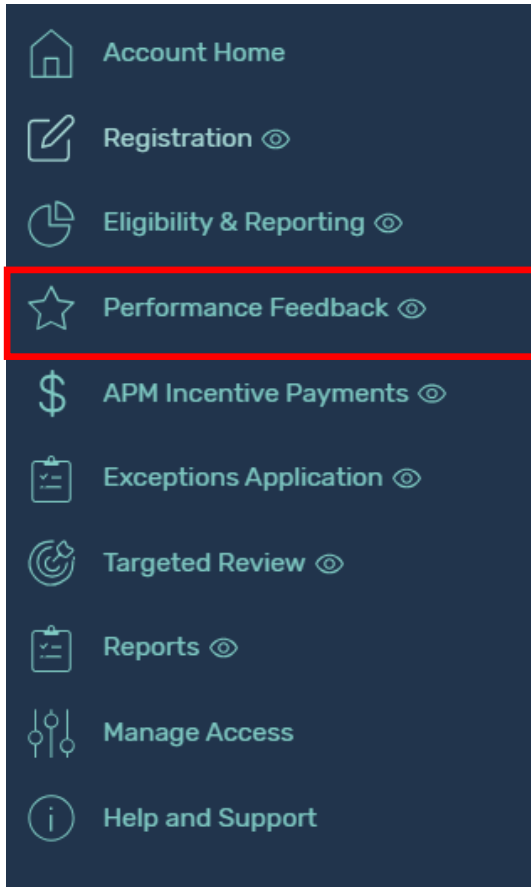 Account Home
Registration
Eligibility & Reporting
Performance Feedback
APM Incentive Payments
Exceptions Application
Targeted Review
Reports
Manage Access
Help and Support